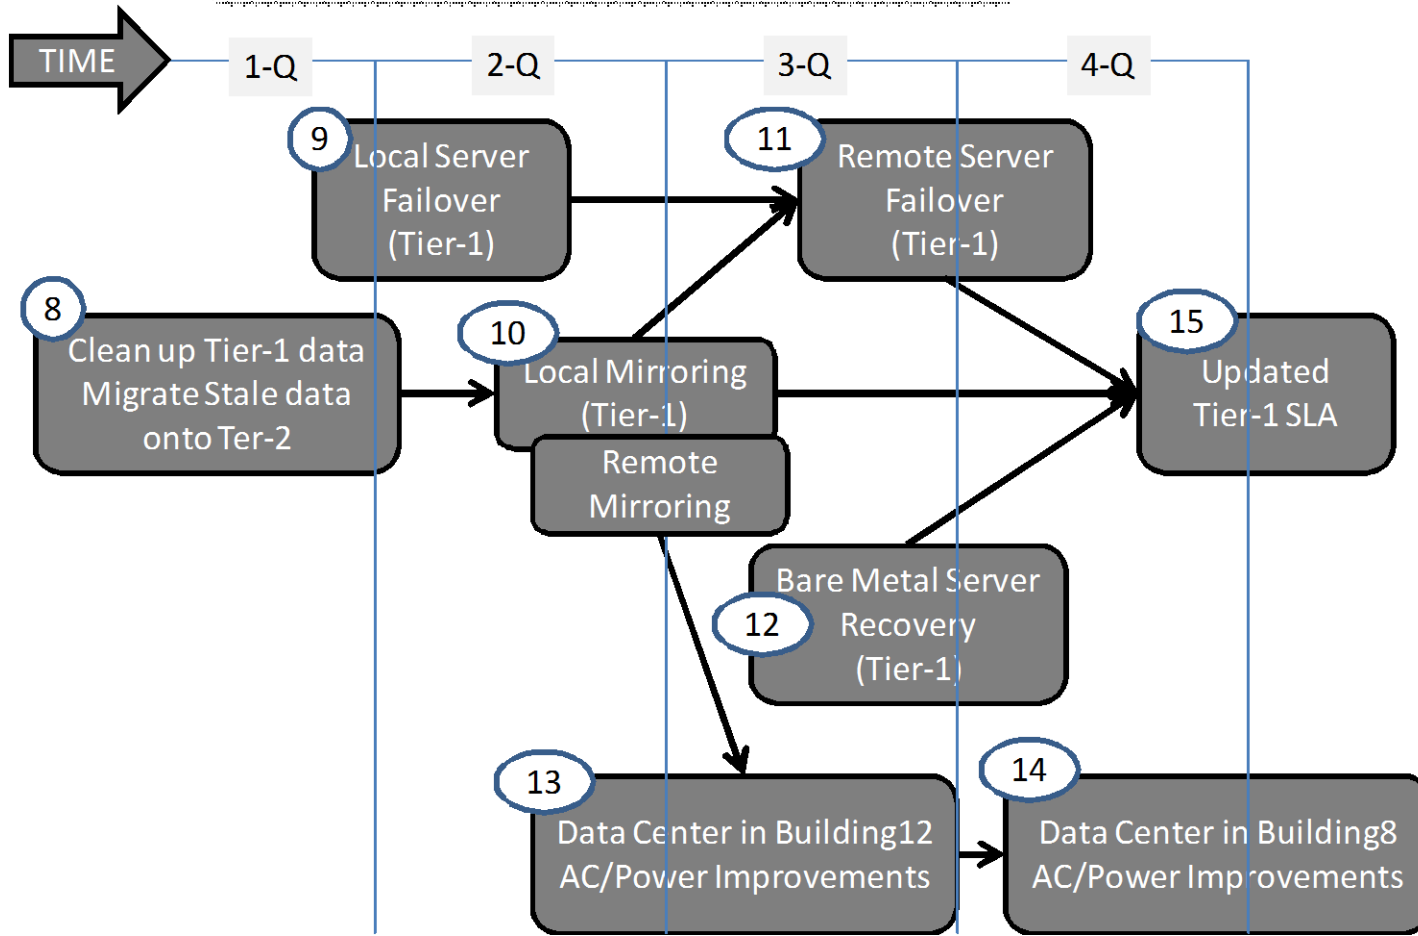 TIME
1-Q
2-Q
3-Q
4-Q
9
Local Server
Failover
(Tier-1)
11
Remote Server
Failover
(Tier-1)
8
Clean up Tier-1 data
Migrate Stale data
onto Ter-2
10
Local Mirroring
(Tier-1)
Remote
Mirroring
15
Updated
Tier-1 SLA
12
Bare Metal Server
Recovery
(Tier-1)
13
Data Center in Building12
AC/Power Improvements
14
Data Center in Building8
AC/Power Improvements